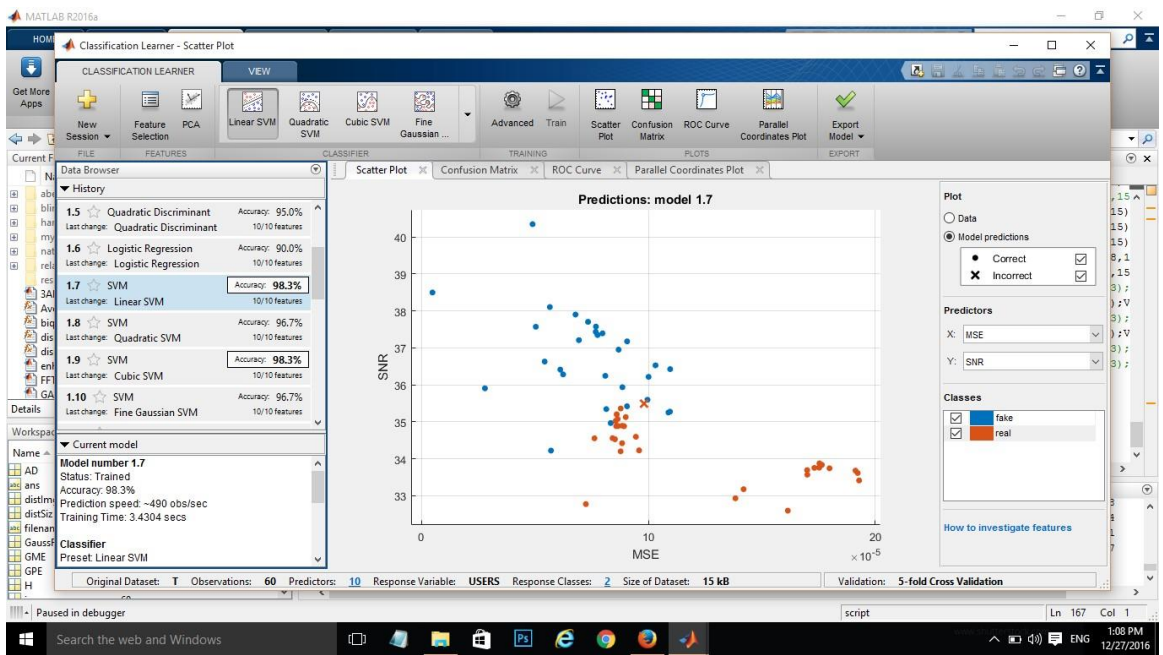 MATLAB R2016a
HOM
Classification Learner - Scatter Plot
CLASSIFICATION LEARNER VIEW
Get More Apps
New Session
Feature Selection
PCA
Linear SVM
Quadratic SVM
Cubic SVM
Fine Gaussian ...
Advanced
Train
Scatter Plot
Confusion Matrix
ROC Curve
Parallel Coordinates Plot
Export Model
FILE FEATURES CLASSIFIER TRAINING PLOTS EXPORT
Current F
Data Browser
Scatter Plot Confusion Matrix ROC Curve Parallel Coordinates Plot
History
1.5 Quadratic Discriminant Accuracy: 95.0%
Last change: Quadratic Discriminant 10/10 features
1.6 Logistic Regression Accuracy: 90.0%
Last change: Logistic Regression 10/10 features
1.7 SVM Accuracy: 98.3%
Last change: Linear SVM 10/10 features
1.8 SVM Accuracy: 96.7%
Last change: Quadratic SVM 10/10 features
1.9 SVM Accuracy: 98.3%
Last change: Cubic SVM 10/10 features
1.10 SVM Accuracy: 96.7%
Last change: Fine Gaussian SVM 10/10 features
Current model
Model number 1.7
Status: Trained
Accuracy: 98.3%
Prediction speed: ~490 obs/sec
Training Time: 3.4304 secs
Classifier
Preset: Linear SVM
Details
Workspac
Name
AD
ans
distIm
distSiz
filenan
GaussF
GME
GPE
H
Predictions: model 1.7
40
39
38
37
36
35
34
33
SNR
0 10 20
MSE
×10-5
Plot
Data
Model predictions
Correct
Incorrect
Predictors
X: MSE
Y: SNR
Classes
fake
real
How to investigate features
Original Dataset: T Observations: 60 Predictors: 10 Response Variable: USERS Response Classes: 2 Size of Dataset: 15 kB Validation: 5-fold Cross Validation
Paused in debugger script Ln 167 Col 1
Search the web and Windows
Ps
ENG
1:08 PM
12/27/2016